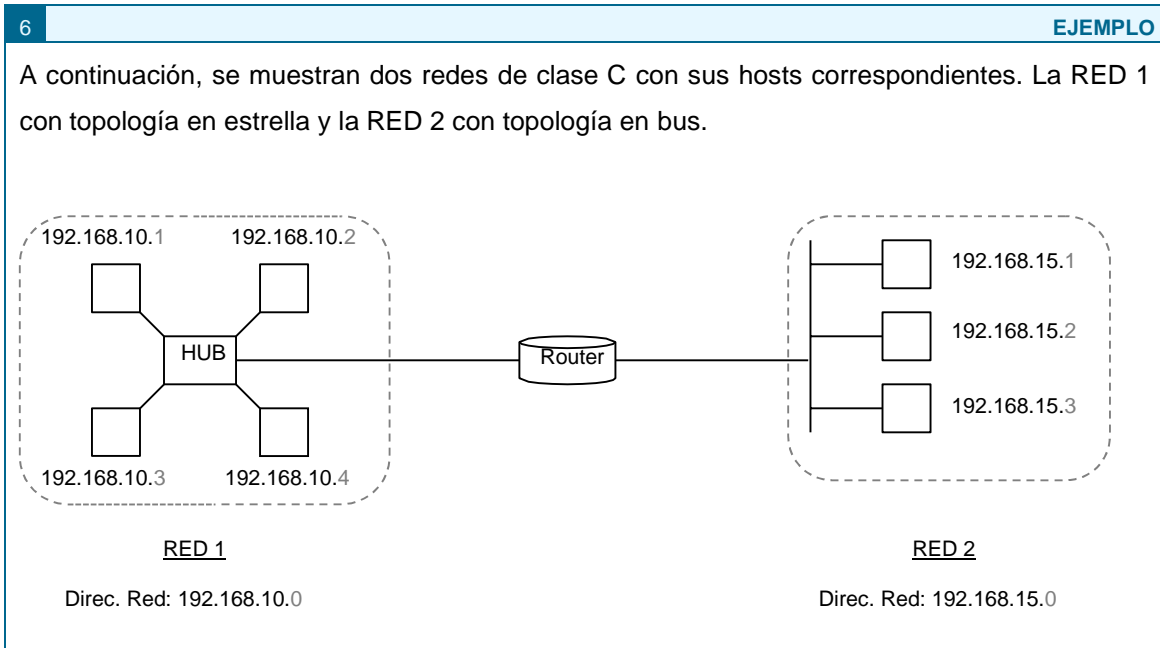 6
EJEMPLO
A continuación, se muestran dos redes de clase C con sus hosts correspondientes. La RED 1
con topología en estrella y la RED 2 con topología en bus.
192.168.10.1
192.168.10.2
HUB
192.168.10.3
192.168.10.4
Router
192.168.15.1
192.168.15.2
192.168.15.3
RED 1
Direc. Red: 192.168.10.0
RED 2
Direc. Red: 192.168.15.0